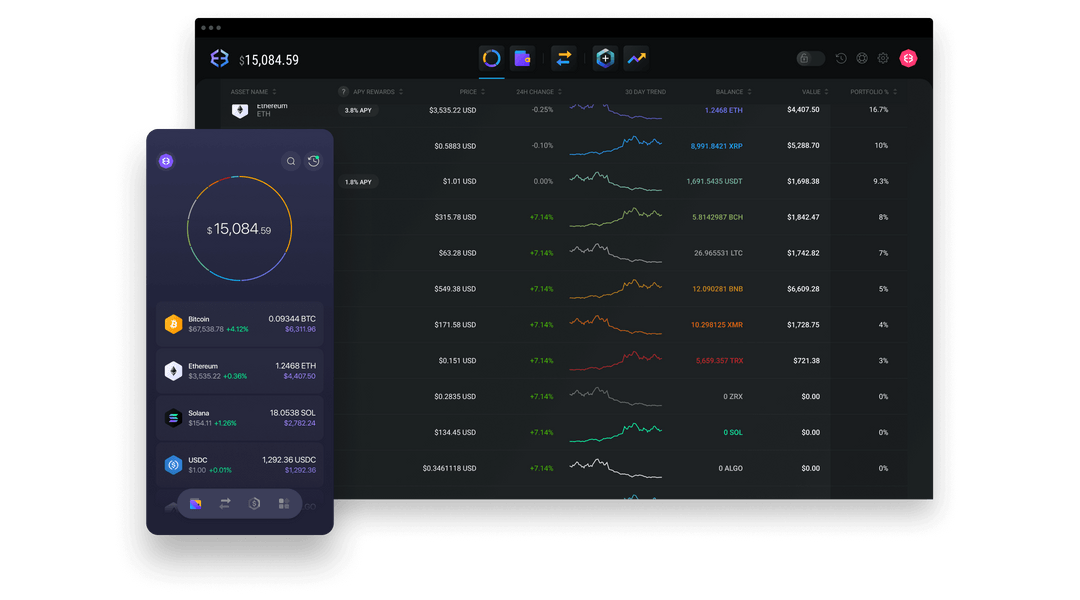 $15,084.59
ASSET NAME ? APY REWARDS PRICE 24H CHANGE 30 DAY TREND BALANCE VALUE PORTFOLIO %
Ethereum
ETH
3.8% APY $3,535.22 USD -0.25% 1.2468 ETH $4,407.50 16.7%
$0.5883 USD -0.10% 8,991.8421 XRP $5,288.70 10%
1.8% APY $1.01 USD 0.00% 1,691.5435 USDT $1,698.38 9.3%
$315.78 USD +7.14% 5.8142987 BCH $1,842.47 8%
$63.28 USD +7.14% 26.965531 LTC $1,742.82 7%
$549.38 USD +7.14% 12.090281 BNB $6,609.28 5%
$171.58 USD +7.14% 10.298125 XMR $1,728.75 4%
$0.151 USD +7.14% 5,659.357 TRX $721.38 3%
$0.2835 USD +7.14% 0 ZRX $0.00 0%
$134.45 USD +7.14% 0 SOL $0.00 0%
$0.3461118 USD +7.14% 0 ALGO $0.00 0%
$15,084.59
Bitcoin 0.09344 BTC
$67,538.78 +4.12% $6,311.96
Ethereum 1.2468 ETH
$3,535.22 +0.36% $4,407.50
Solana 18.0538 SOL
$154.11 +1.26% $2,782.24
USDC 1,292.36 USDC
$1.00 +0.01% $1,292.36